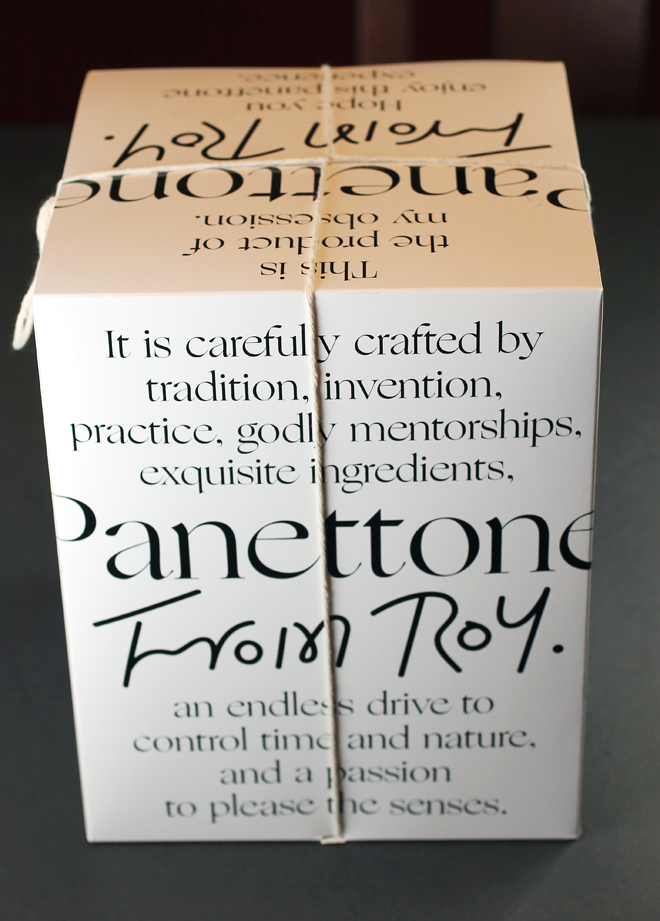 This is
the product of
my obsession.
Panettone
From Roy.
Hope you
enjoy this panettone
experience.
It is carefully crafted by
tradition, invention,
practice, godly mentorships,
exquisite ingredients,
Panettone
From Roy.
an endless drive to
control time and nature,
and a passion
to please the senses.